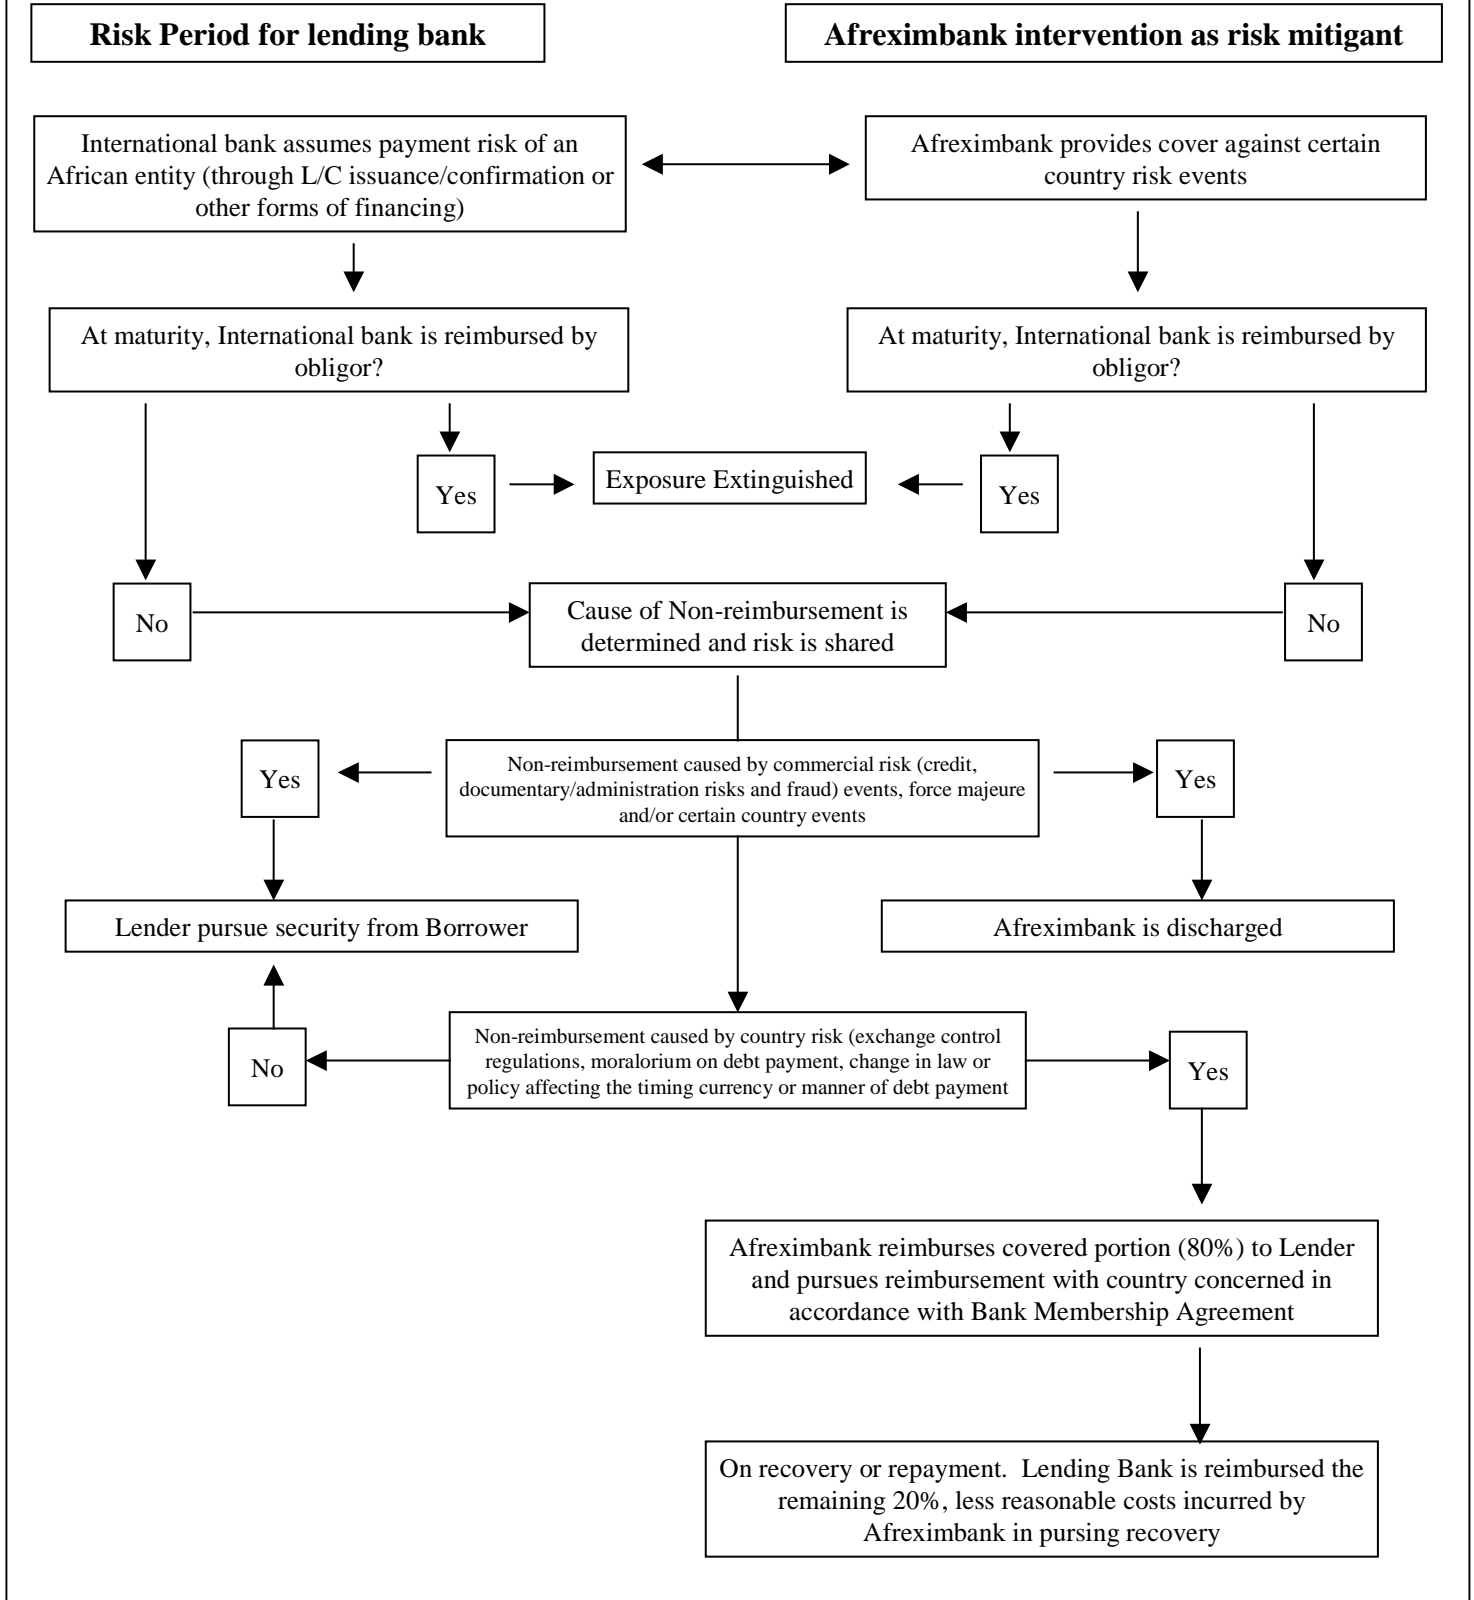 Risk Period for lending bank
Afreximbank intervention as risk mitigant
International bank assumes payment risk of an
African entity (through L/C issuance/confirmation or
other forms of financing)
Afreximbank provides cover against certain
country risk events
At maturity, International bank is reimbursed by
obligor?
At maturity, International bank is reimbursed by
obligor?
Yes
Exposure Extinguished
Yes
No
Cause of Non-reimbursement is
determined and risk is shared
No
Yes
Non-reimbursement caused by commercial risk (credit,
documentary/administration risks and fraud) events, force majeure
and/or certain country events
Yes
Lender pursue security from Borrower
Afreximbank is discharged
No
Non-reimbursement caused by country risk (exchange control
regulations, moralorium on debt payment, change in law or
policy affecting the timing currency or manner of debt payment
Yes
Afreximbank reimburses covered portion (80%) to Lender
and pursues reimbursement with country concerned in
accordance with Bank Membership Agreement
On recovery or repayment.  Lending Bank is reimbursed the
remaining 20%, less reasonable costs incurred by
Afreximbank in pursing recovery